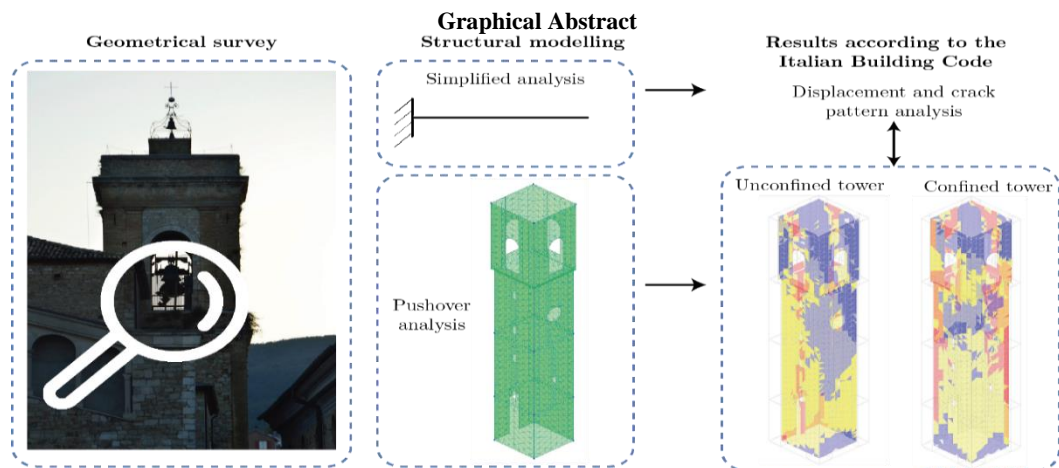 Graphical Abstract
Geometrical survey
Structural modelling
Simplified analysis
Pushover
analysis
Results according to the
Italian Building Code
Displacement and crack
pattern analysis
Unconfined tower
Confined tower